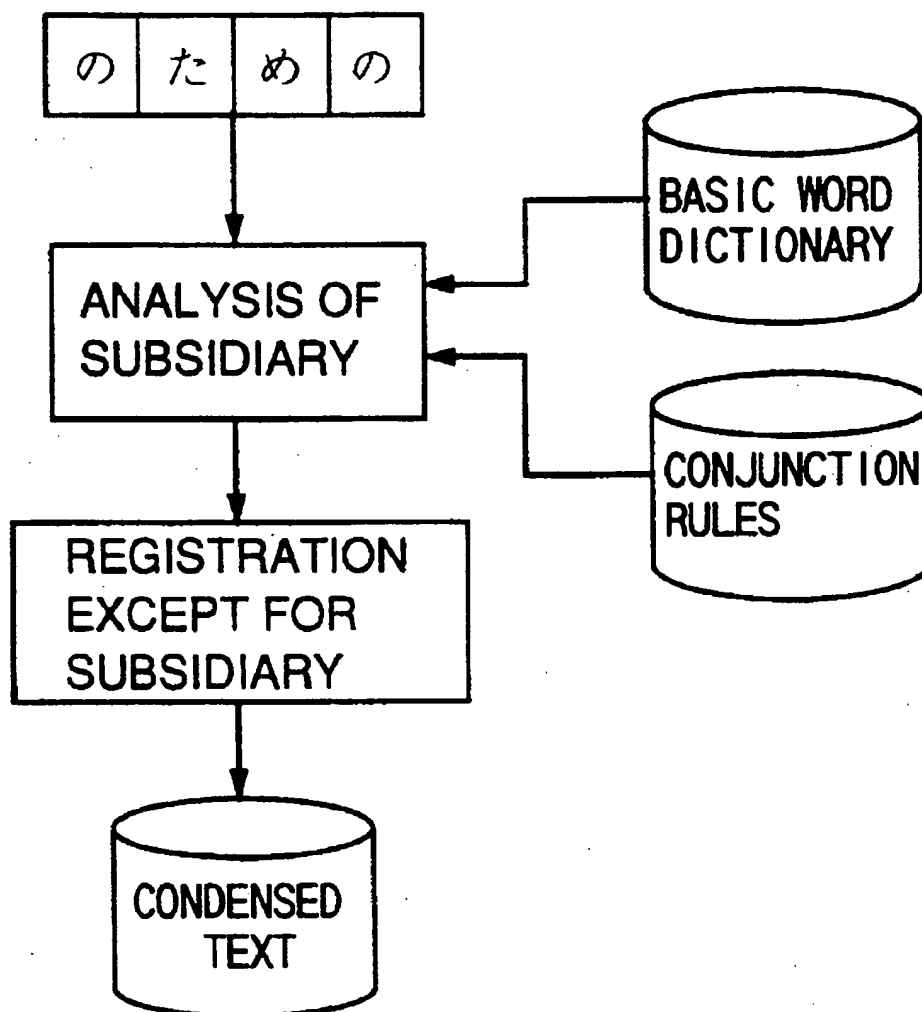 のための
BASIC WORD
DICTIONARY
ANALYSIS OF
SUBSIDIARY
CONJUNCTION
RULES
REGISTRATION
EXCEPT FOR
SUBSIDIARY
CONDENSED
TEXT